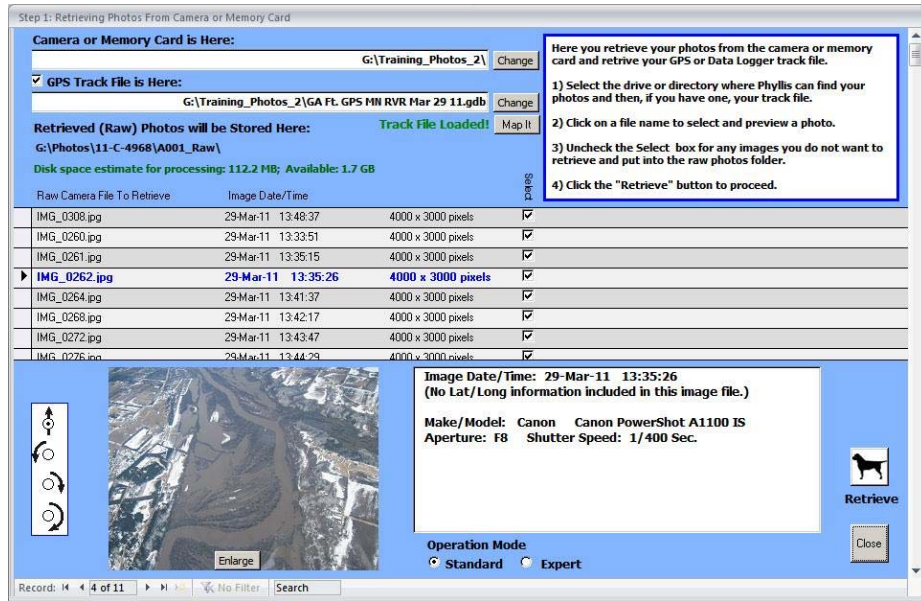 Step 1: Retrieving Photos From Camera or Memory Card
Camera or Memory Card is Here:
G:\Training_Photos_2\ Change
GPS Track File is Here:
G:\Training_Photos_2\GA Ft. GPS MN RVR Mar 29 11.gdb Change
Retrieved (Raw) Photos will be Stored Here: Track File Loaded! Map It
G:\Photos\11-C-4968\A001_Raw\
Disk space estimate for processing: 112.2 MB; Available: 1.7 GB
Here you retrieve your photos from the camera or memory
card and retrive your GPS or Data Logger track file.
1) Select the drive or directory where Phyllis can find your
photos and then, if you have one, your track file.
2) Click on a file name to select and preview a photo.
3) Uncheck the Select box for any images you do not want to
retrieve and put into the raw photos folder.
4) Click the "Retrieve" button to proceed.
Raw Camera File To Retrieve Image Date/Time Select
IMG_0308.jpg 29-Mar-11 13:48:37 4000 x 3000 pixels
IMG_0260.jpg 29-Mar-11 13:33:51 4000 x 3000 pixels
IMG_0261.jpg 29-Mar-11 13:35:15 4000 x 3000 pixels
IMG_0262.jpg 29-Mar-11 13:35:26 4000 x 3000 pixels
IMG_0264.jpg 29-Mar-11 13:41:37 4000 x 3000 pixels
IMG_0268.jpg 29-Mar-11 13:42:17 4000 x 3000 pixels
IMG_0272.jpg 29-Mar-11 13:43:47 4000 x 3000 pixels
IMG_0276.jpg 29-Mar-11 13:44:29 4000 x 3000 pixels
Image Date/Time: 29-Mar-11 13:35:26
(No Lat/Long information included in this image file.)
Make/Model: Canon Canon PowerShot A1100 IS
Aperture: F8 Shutter Speed: 1/400 Sec.
Retrieve
Enlarge
Operation Mode
Standard Expert
Close
Record: 4 of 11 No Filter Search